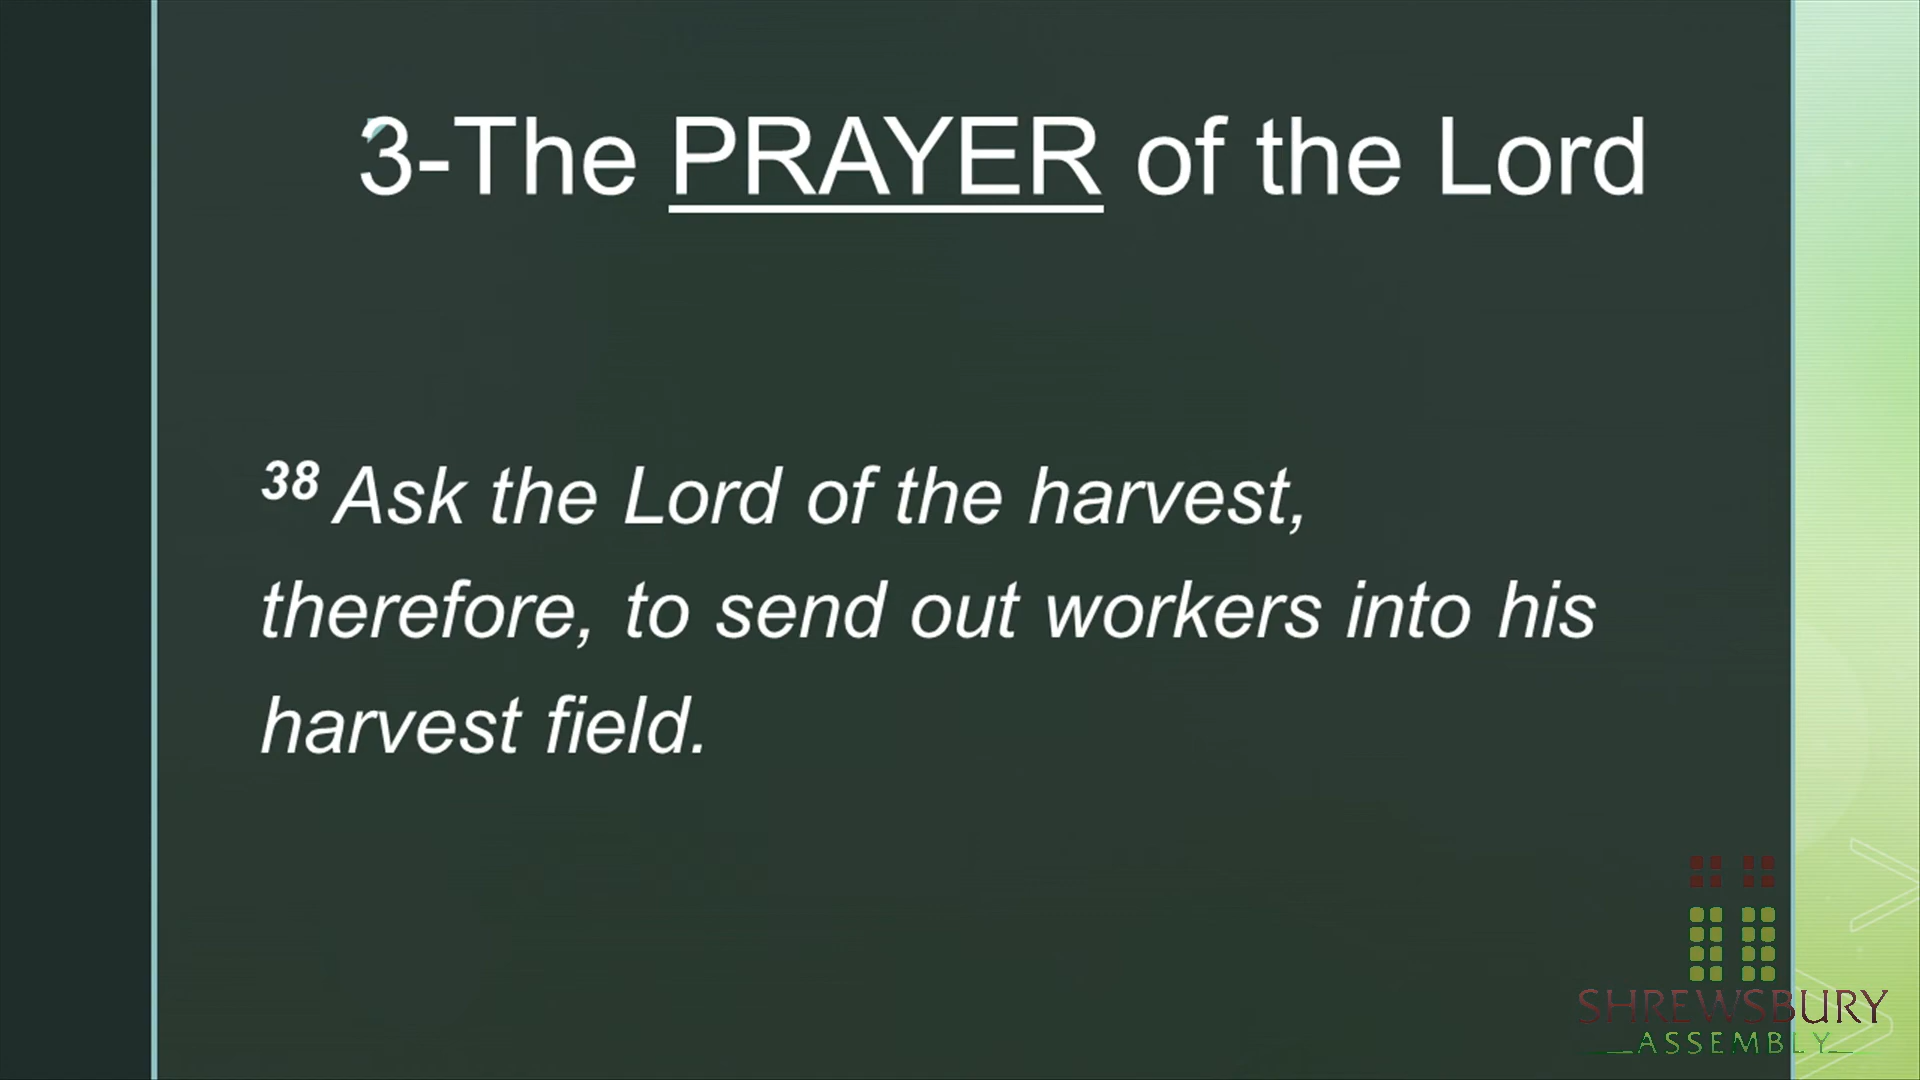 3-The PRAYER of the Lord
38 Ask the Lord of the harvest,
therefore, to send out workers into his
harvest field.
SHREWSBURY
ASSEMBLY